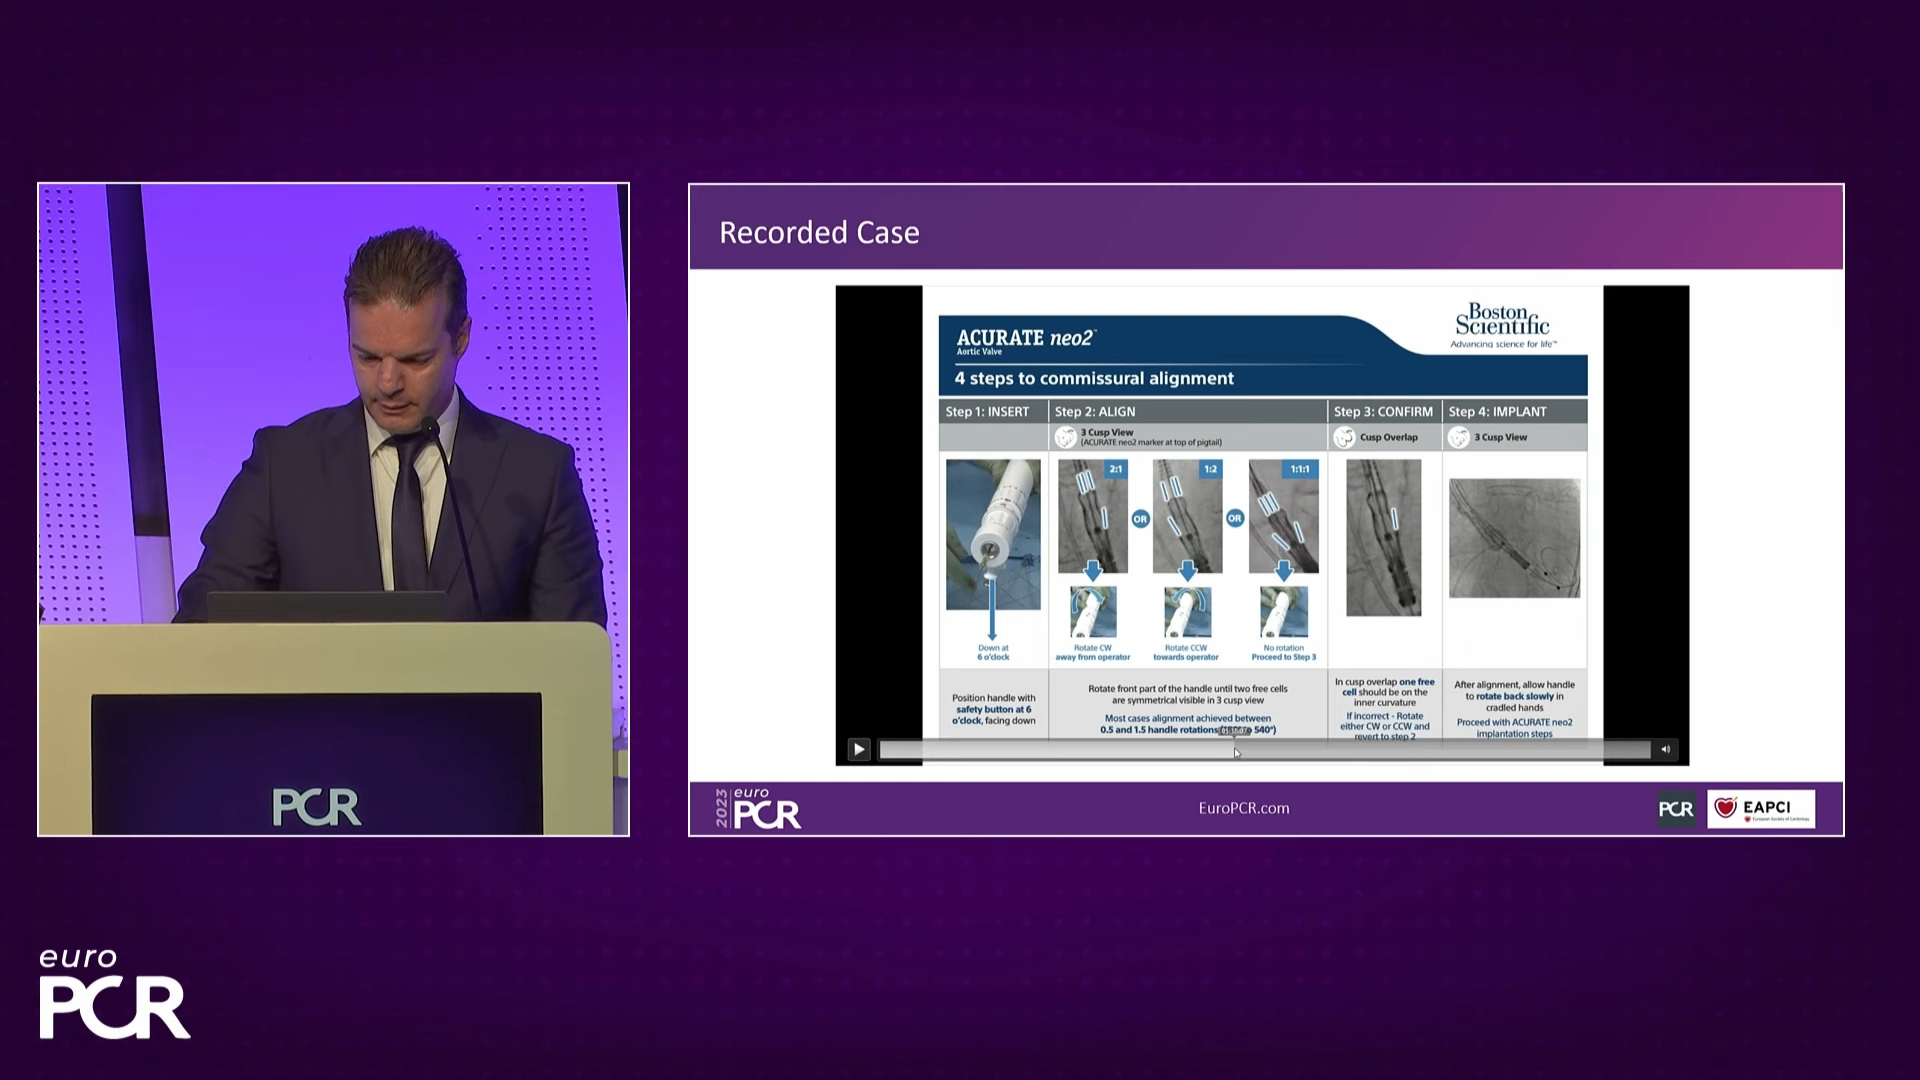 Recorded Case
Boston
Scientific
Advancing science for life™
ACURATE neo2™
Aortic Valve
4 steps to commissural alignment
Step 1: INSERT
Step 2: ALIGN
Step 3: CONFIRM
Step 4: IMPLANT
3 Cusp View
(ACURATE neo2 marker at top of pigtail)
Cusp Overlap
3 Cusp View
2:1
1:2
1:1:1
OR
OR
Down at
6 o'clock
Rotate CW
away from operator
Rotate CCW
towards operator
No rotation
Proceed to Step 3
Position handle with
safety button at 6
o'clock, facing down
Rotate front part of the handle until two free cells
are symmetrical visible in 3 cusp view
Most cases alignment achieved between
0.5 and 1.5 handle rotations 540°)
In cusp overlap one free
cell should be on the
inner curvature
If incorrect - Rotate
either CW or CCW and
revert to step 2
After alignment, allow handle
to rotate back slowly in
cradled hands
Proceed with ACURATE neo2
implantation steps
2023
euro
PCR
EuroPCR.com
PCR
EAPCI
European Society of Cardiology
PCR
euro
PCR